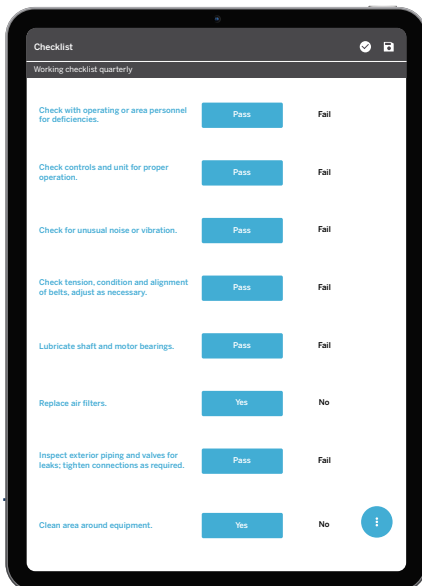 Checklist
Working checklist quarterly
Check with operating or area personnel
for deficiencies.
Pass
Fail
Check controls and unit for proper
operation.
Pass
Fail
Check for unusual noise or vibration.
Pass
Fail
Check tension, condition and alignment
of belts, adjust as necessary.
Pass
Fail
Lubricate shaft and motor bearings.
Pass
Fail
Replace air filters.
Yes
No
Inspect exterior piping and valves for
leaks; tighten connections as required.
Pass
Fail
Clean area around equipment.
Yes
No